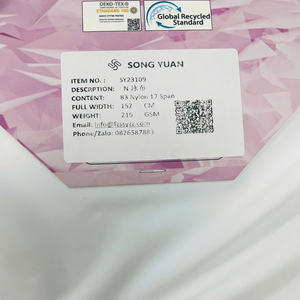 OEKO-TEX®
STANDARD 100
Global Recycled
Standard
SONG YUAN
ITEM NO.: SY23109
DESCRIPTION: N 泳布
CONTENT: 83 Nylon 17 Span
FULL WIDTH: 152 CM
WEIGHT: 215 GSM
Email:
Phone/Zalo: 0826587883